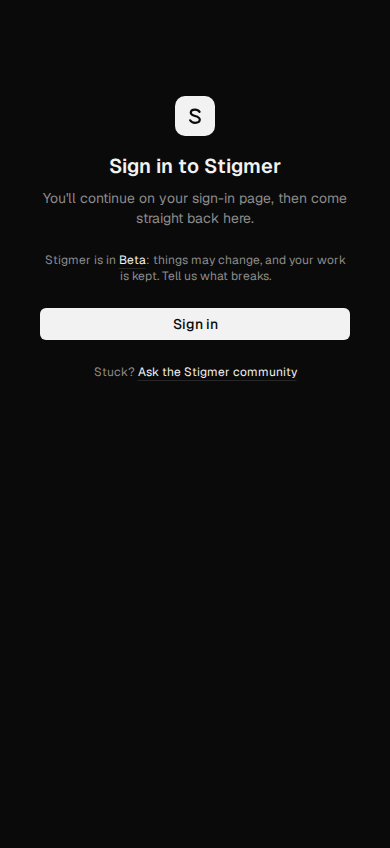 S
Sign in to Stigmer
You'll continue on your sign-in page, then come
straight back here.
Stigmer is in Beta: things may change, and your work
is kept. Tell us what breaks.
Sign in
Stuck? Ask the Stigmer community